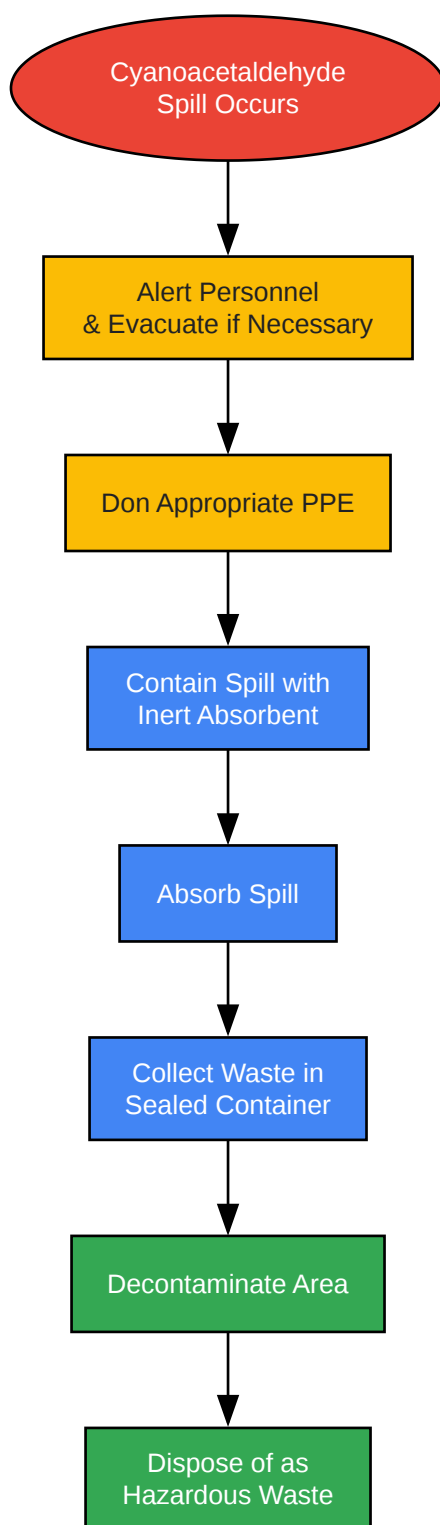 Cyanoacetaldehyde
Spill Occurs
Alert Personnel
& Evacuate if Necessary
Don Appropriate PPE
Contain Spill with
Inert Absorbent
Absorb Spill
Collect Waste in
Sealed Container
Decontaminate Area
Dispose of as
Hazardous Waste